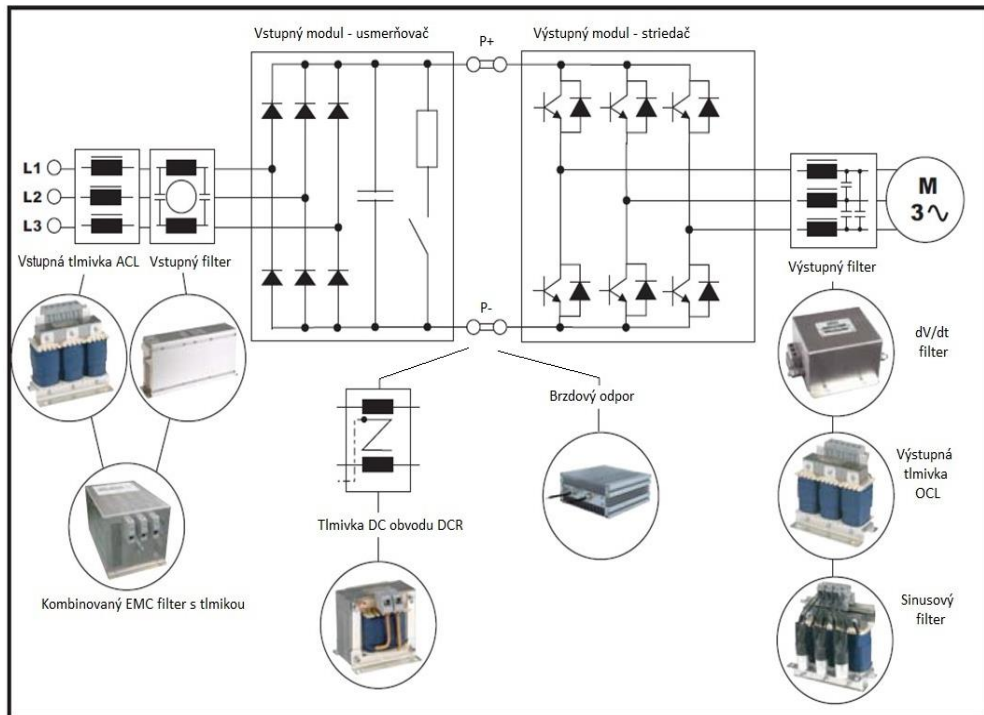 Vstupný modul - usmerňovač
P+
Výstupný modul - striedač
L1
L2
L3
M
3
Vstupná tlmivka ACL
Vstupný filter
Výstupný filter
P-
dV/dt
filter
Brzdový odpor
Výstupná
tlmivka
OCL
Tlmivka DC obvodu DCR
Kombinovaný EMC filter s tlmikou
Sinusový
filter